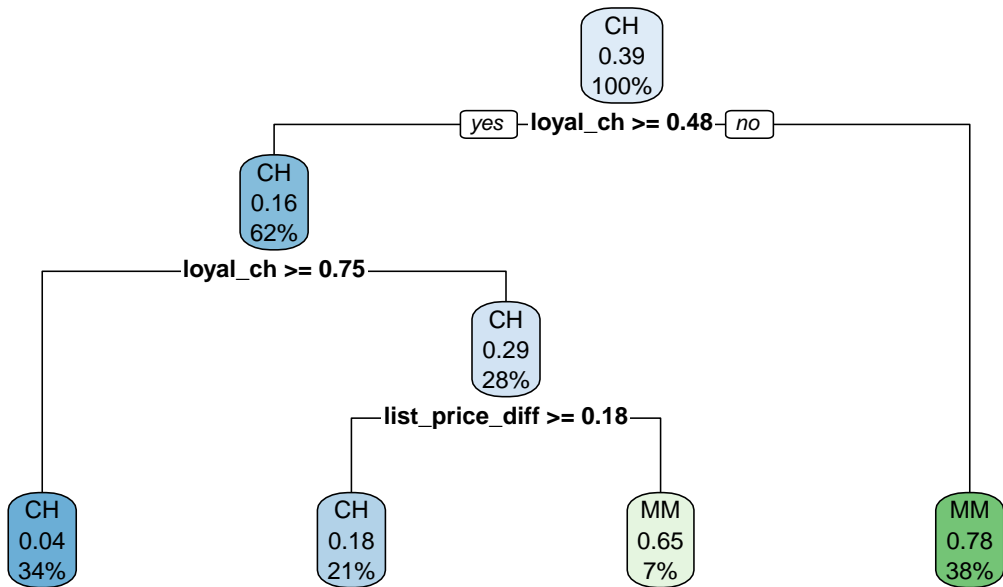 CH
0.39
100%
yes loyal_ch >= 0.48 no
CH
0.16
62%
loyal_ch >= 0.75
CH
0.29
28%
list_price_diff >= 0.18
CH
0.04
34%
CH
0.18
21%
MM
0.65
7%
MM
0.78
38%